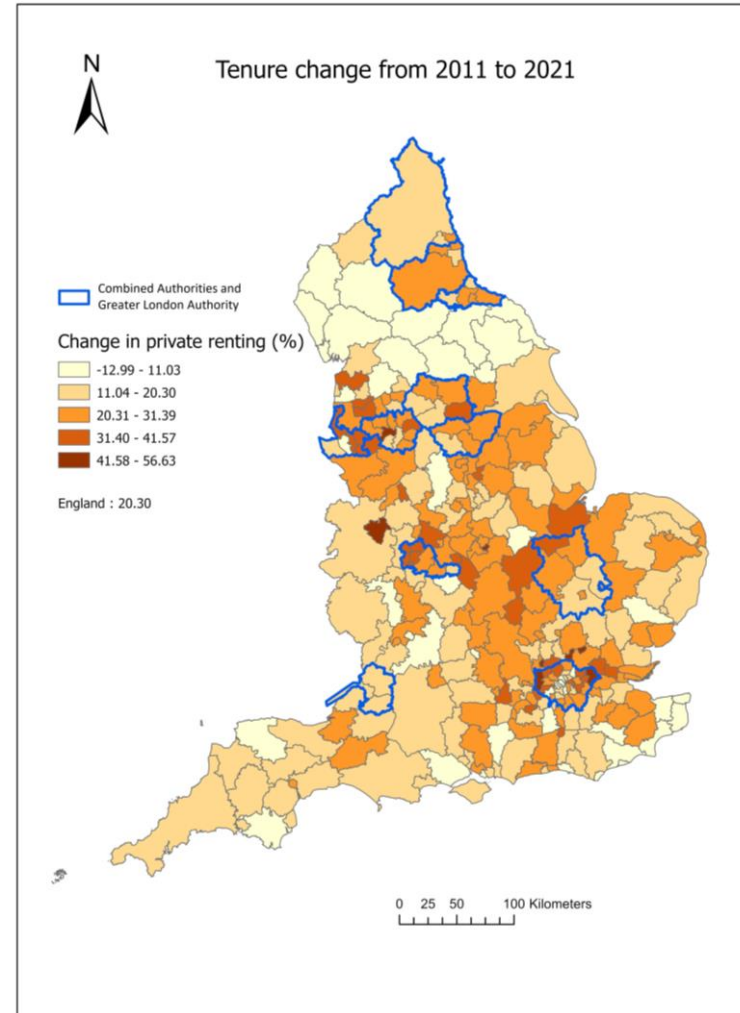 N
Tenure change from 2011 to 2021
Combined Authorities and
Greater London Authority
Change in private renting (%)
-12.99 - 11.03
11.04 - 20.30
20.31 - 31.39
31.40 - 41.57
41.58 - 56.63
England : 20.30
0 25 50 100 Kilometers